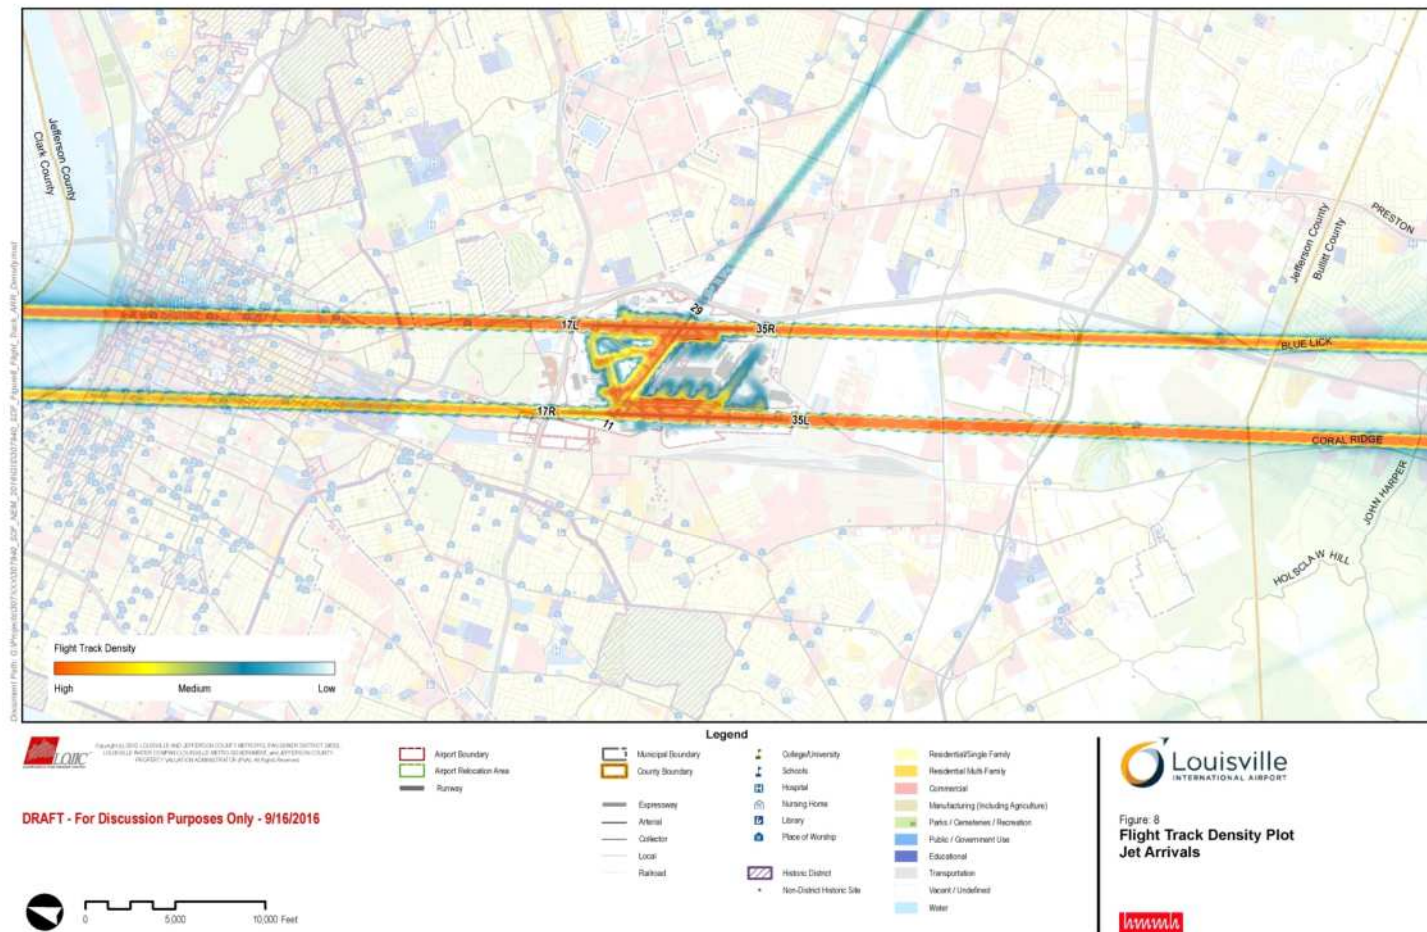 Jefferson County
Clark County
Jefferson County
Bullitt County
PRESTON
29
17L
35R
BLUE LICK
17R
11
35L
CORAL RIDGE
JOHN HARPER
HOLSCLAW HILL
Flight Track Density
High Medium Low
LOJIC
DRAFT - For Discussion Purposes Only - 9/16/2016
0 5,000 10,000 Feet
Legend
Airport Boundary
Airport Relocation Area
Runway
Municipal Boundary
County Boundary
Expressway
Arterial
Collector
Local
Railroad
College/University
Schools
Hospital
Nursing Home
Library
Place of Worship
Historic District
Non-District Historic Site
Residential/Single Family
Residential Multi-Family
Commercial
Manufacturing (Including Agriculture)
Parks / Cemeteries / Recreation
Public / Government Use
Educational
Transportation
Vacant / Undefined
Water
Louisville
INTERNATIONAL AIRPORT
Figure: 8
Flight Track Density Plot
Jet Arrivals
hmmh